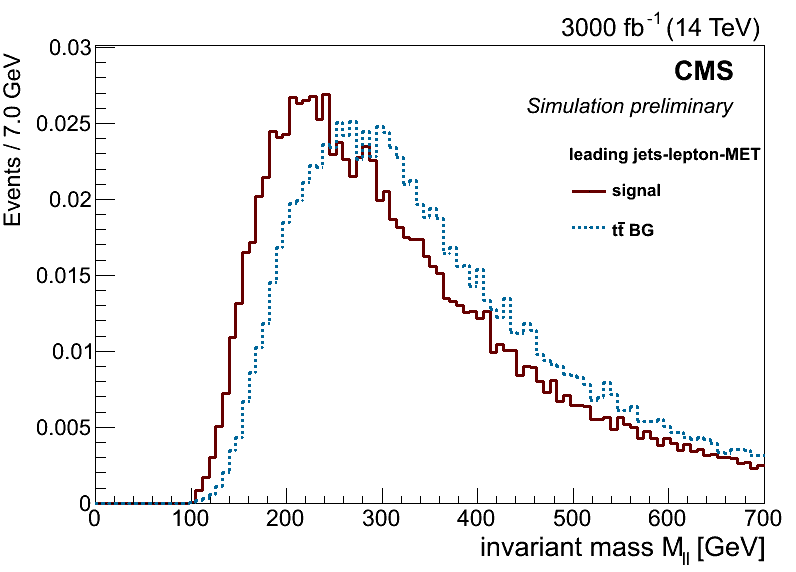 3000 fb⁻¹ (14 TeV)
Events / 7.0 GeV
0.03
0.025
0.02
0.015
0.01
0.005
0
CMS
Simulation preliminary
leading jets-lepton-MET
signal
tt̄ BG
0 100 200 300 400 500 600 700
invariant mass M_ll [GeV]